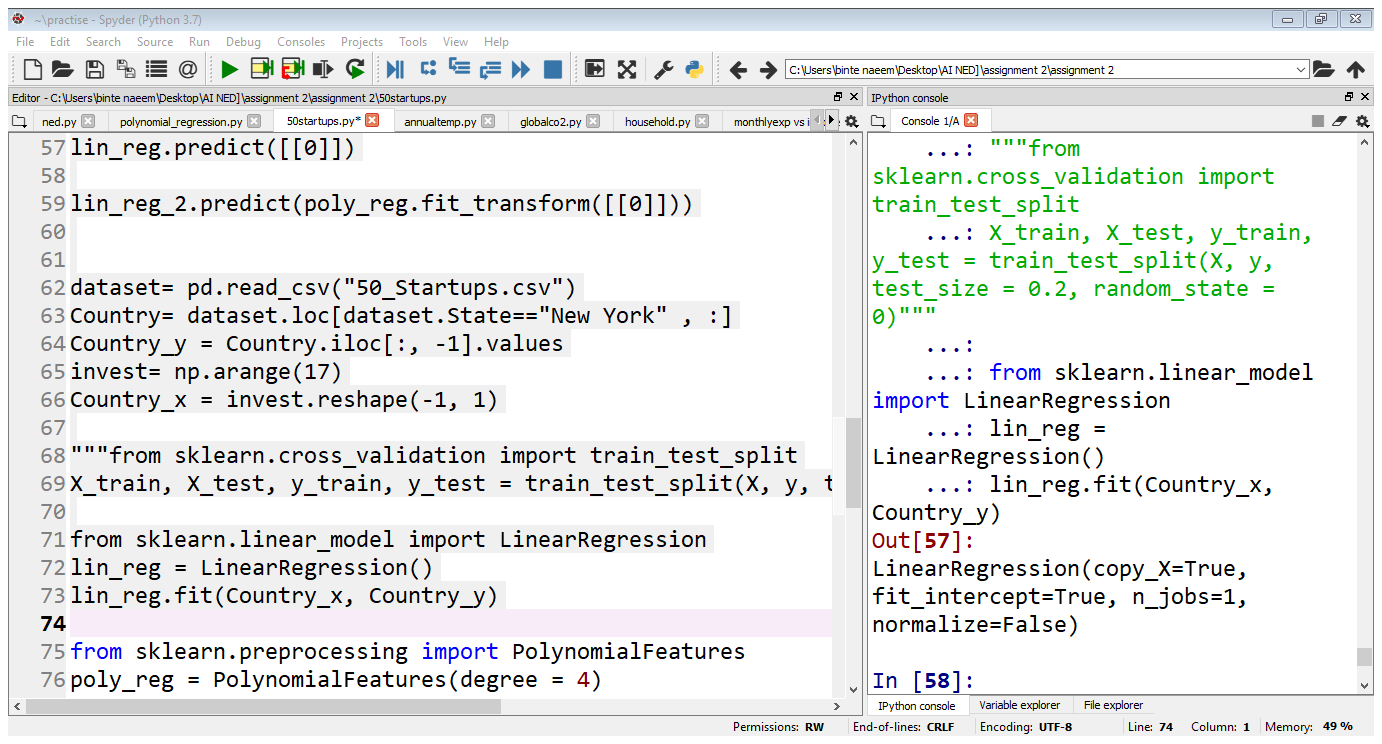 ~\practise - Spyder (Python 3.7)
File Edit Search Source Run Debug Consoles Projects Tools View Help
C:\Users\binte naeem\Desktop\AI NED]\assignment 2\assignment 2
Editor - C:\Users\binte naeem\Desktop\AI NED]\assignment 2\assignment 2\50startups.py
ned.py polynomial_regression.py 50startups.py* annualtemp.py globalco2.py household.py monthlyexp vs i
57 lin_reg.predict([[0]])
58
59 lin_reg_2.predict(poly_reg.fit_transform([[0]]))
60
61
62 dataset= pd.read_csv("50_Startups.csv")
63 Country= dataset.loc[dataset.State=="New York" , :]
64 Country_y = Country.iloc[:, -1].values
65 invest= np.arange(17)
66 Country_x = invest.reshape(-1, 1)
67
68 """from sklearn.cross_validation import train_test_split
69 X_train, X_test, y_train, y_test = train_test_split(X, y, t
70
71 from sklearn.linear_model import LinearRegression
72 lin_reg = LinearRegression()
73 lin_reg.fit(Country_x, Country_y)
74
75 from sklearn.preprocessing import PolynomialFeatures
76 poly_reg = PolynomialFeatures(degree = 4)
IPython console
Console 1/A
...: """from
sklearn.cross_validation import
train_test_split
...: X_train, X_test, y_train,
y_test = train_test_split(X, y,
test_size = 0.2, random_state =
0)"""
...:
...: from sklearn.linear_model
import LinearRegression
...: lin_reg =
LinearRegression()
...: lin_reg.fit(Country_x,
Country_y)
Out[57]:
LinearRegression(copy_X=True,
fit_intercept=True, n_jobs=1,
normalize=False)
In [58]:
IPython console Variable explorer File explorer
Permissions: RW End-of-lines: CRLF Encoding: UTF-8 Line: 74 Column: 1 Memory: 49 %